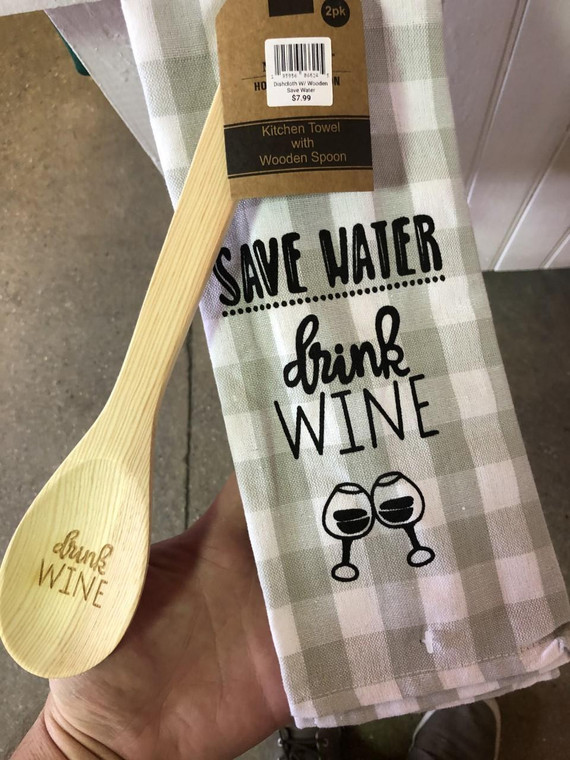 2pk
Dishcloth W/ Wooden
Save Water
$7.99
Kitchen Towel
with
Wooden Spoon
SAVE WATER
drink
WINE
drink
WINE